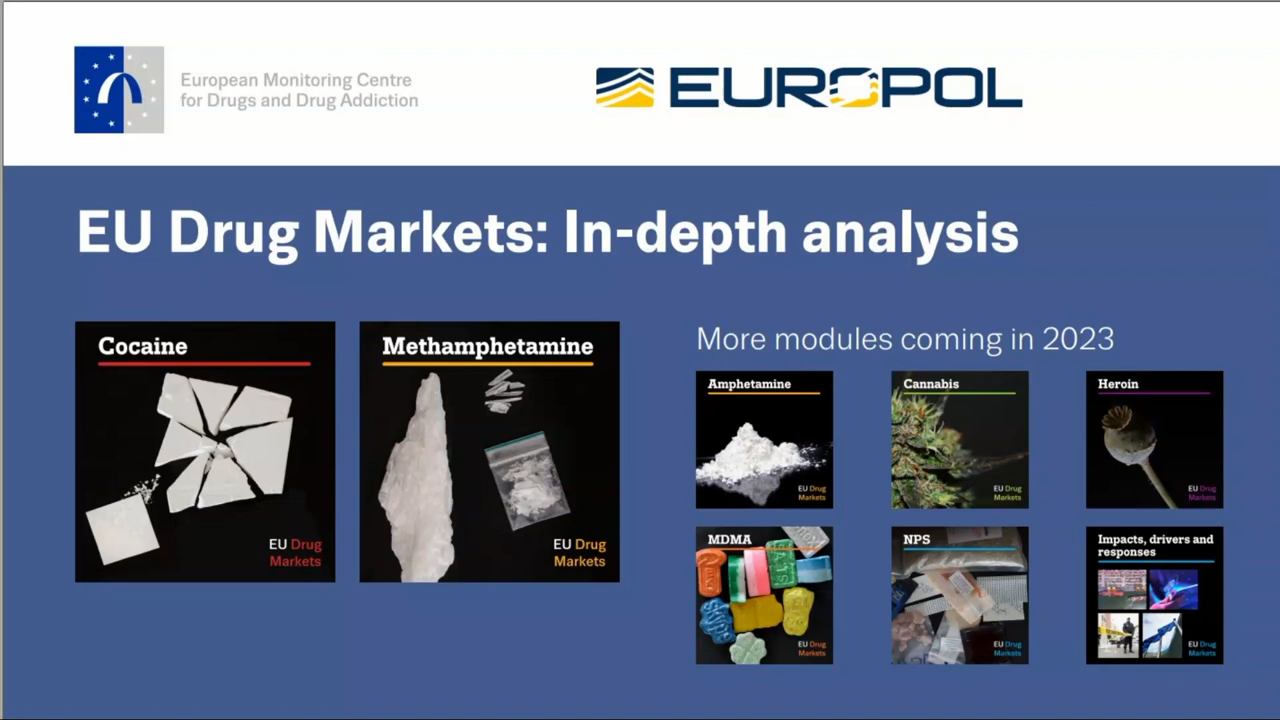 European Monitoring Centre
for Drugs and Drug Addiction
EUROPOL
EU Drug Markets: In-depth analysis
Cocaine
EU Drug
Markets
Methamphetamine
EU Drug
Markets
More modules coming in 2023
Amphetamine
EU Drug
Markets
Cannabis
EU Drug
Markets
Heroin
EU Drug
Markets
MDMA
EU Drug
Markets
NPS
EU Drug
Markets
Impacts, drivers and
responses
EU Drug
Markets